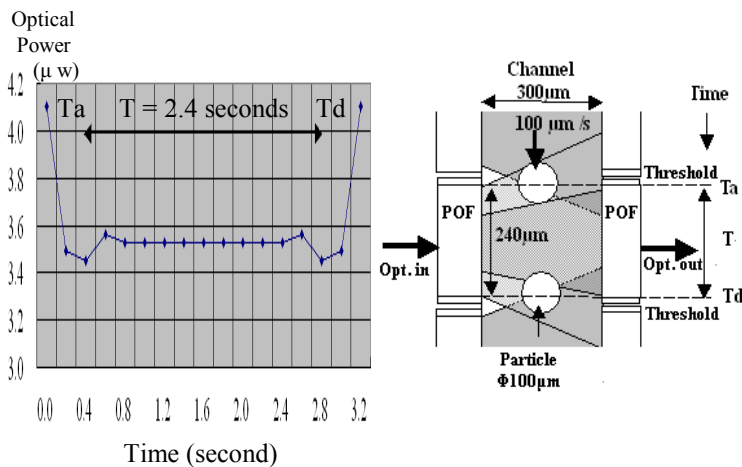 Optical
Power
(μ w)
4.2
4.0
3.8
3.6
3.4
3.2
3.0
Ta T = 2.4 seconds Td
0.0 0.4 0.8 1.2 1.6 2.0 2.4 2.8 3.2
Time (second)
Channel
300μm
100 μm /s
Time
Threshold
Ta
POF
POF
240μm
T
Opt.in
Opt.out
Td
Threshold
Particle
Φ100μm